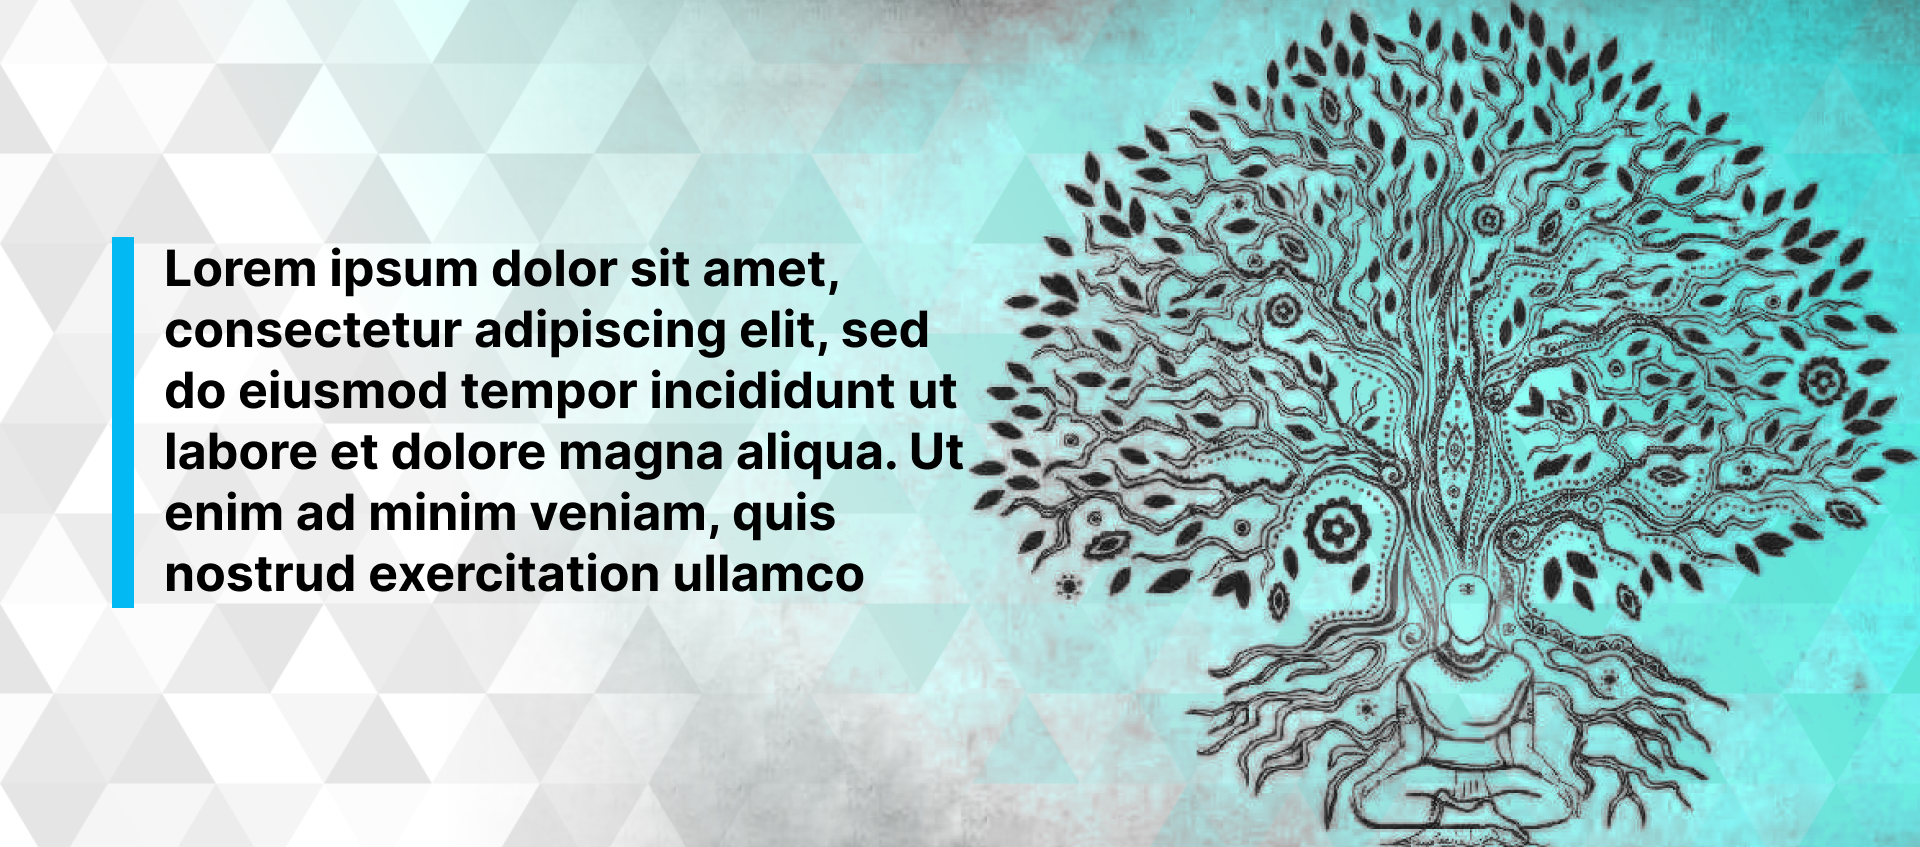 Lorem ipsum dolor sit amet,
consectetur adipiscing elit, sed
do eiusmod tempor incididunt ut
labore et dolore magna aliqua. Ut
enim ad minim veniam, quis
nostrud exercitation ullamco